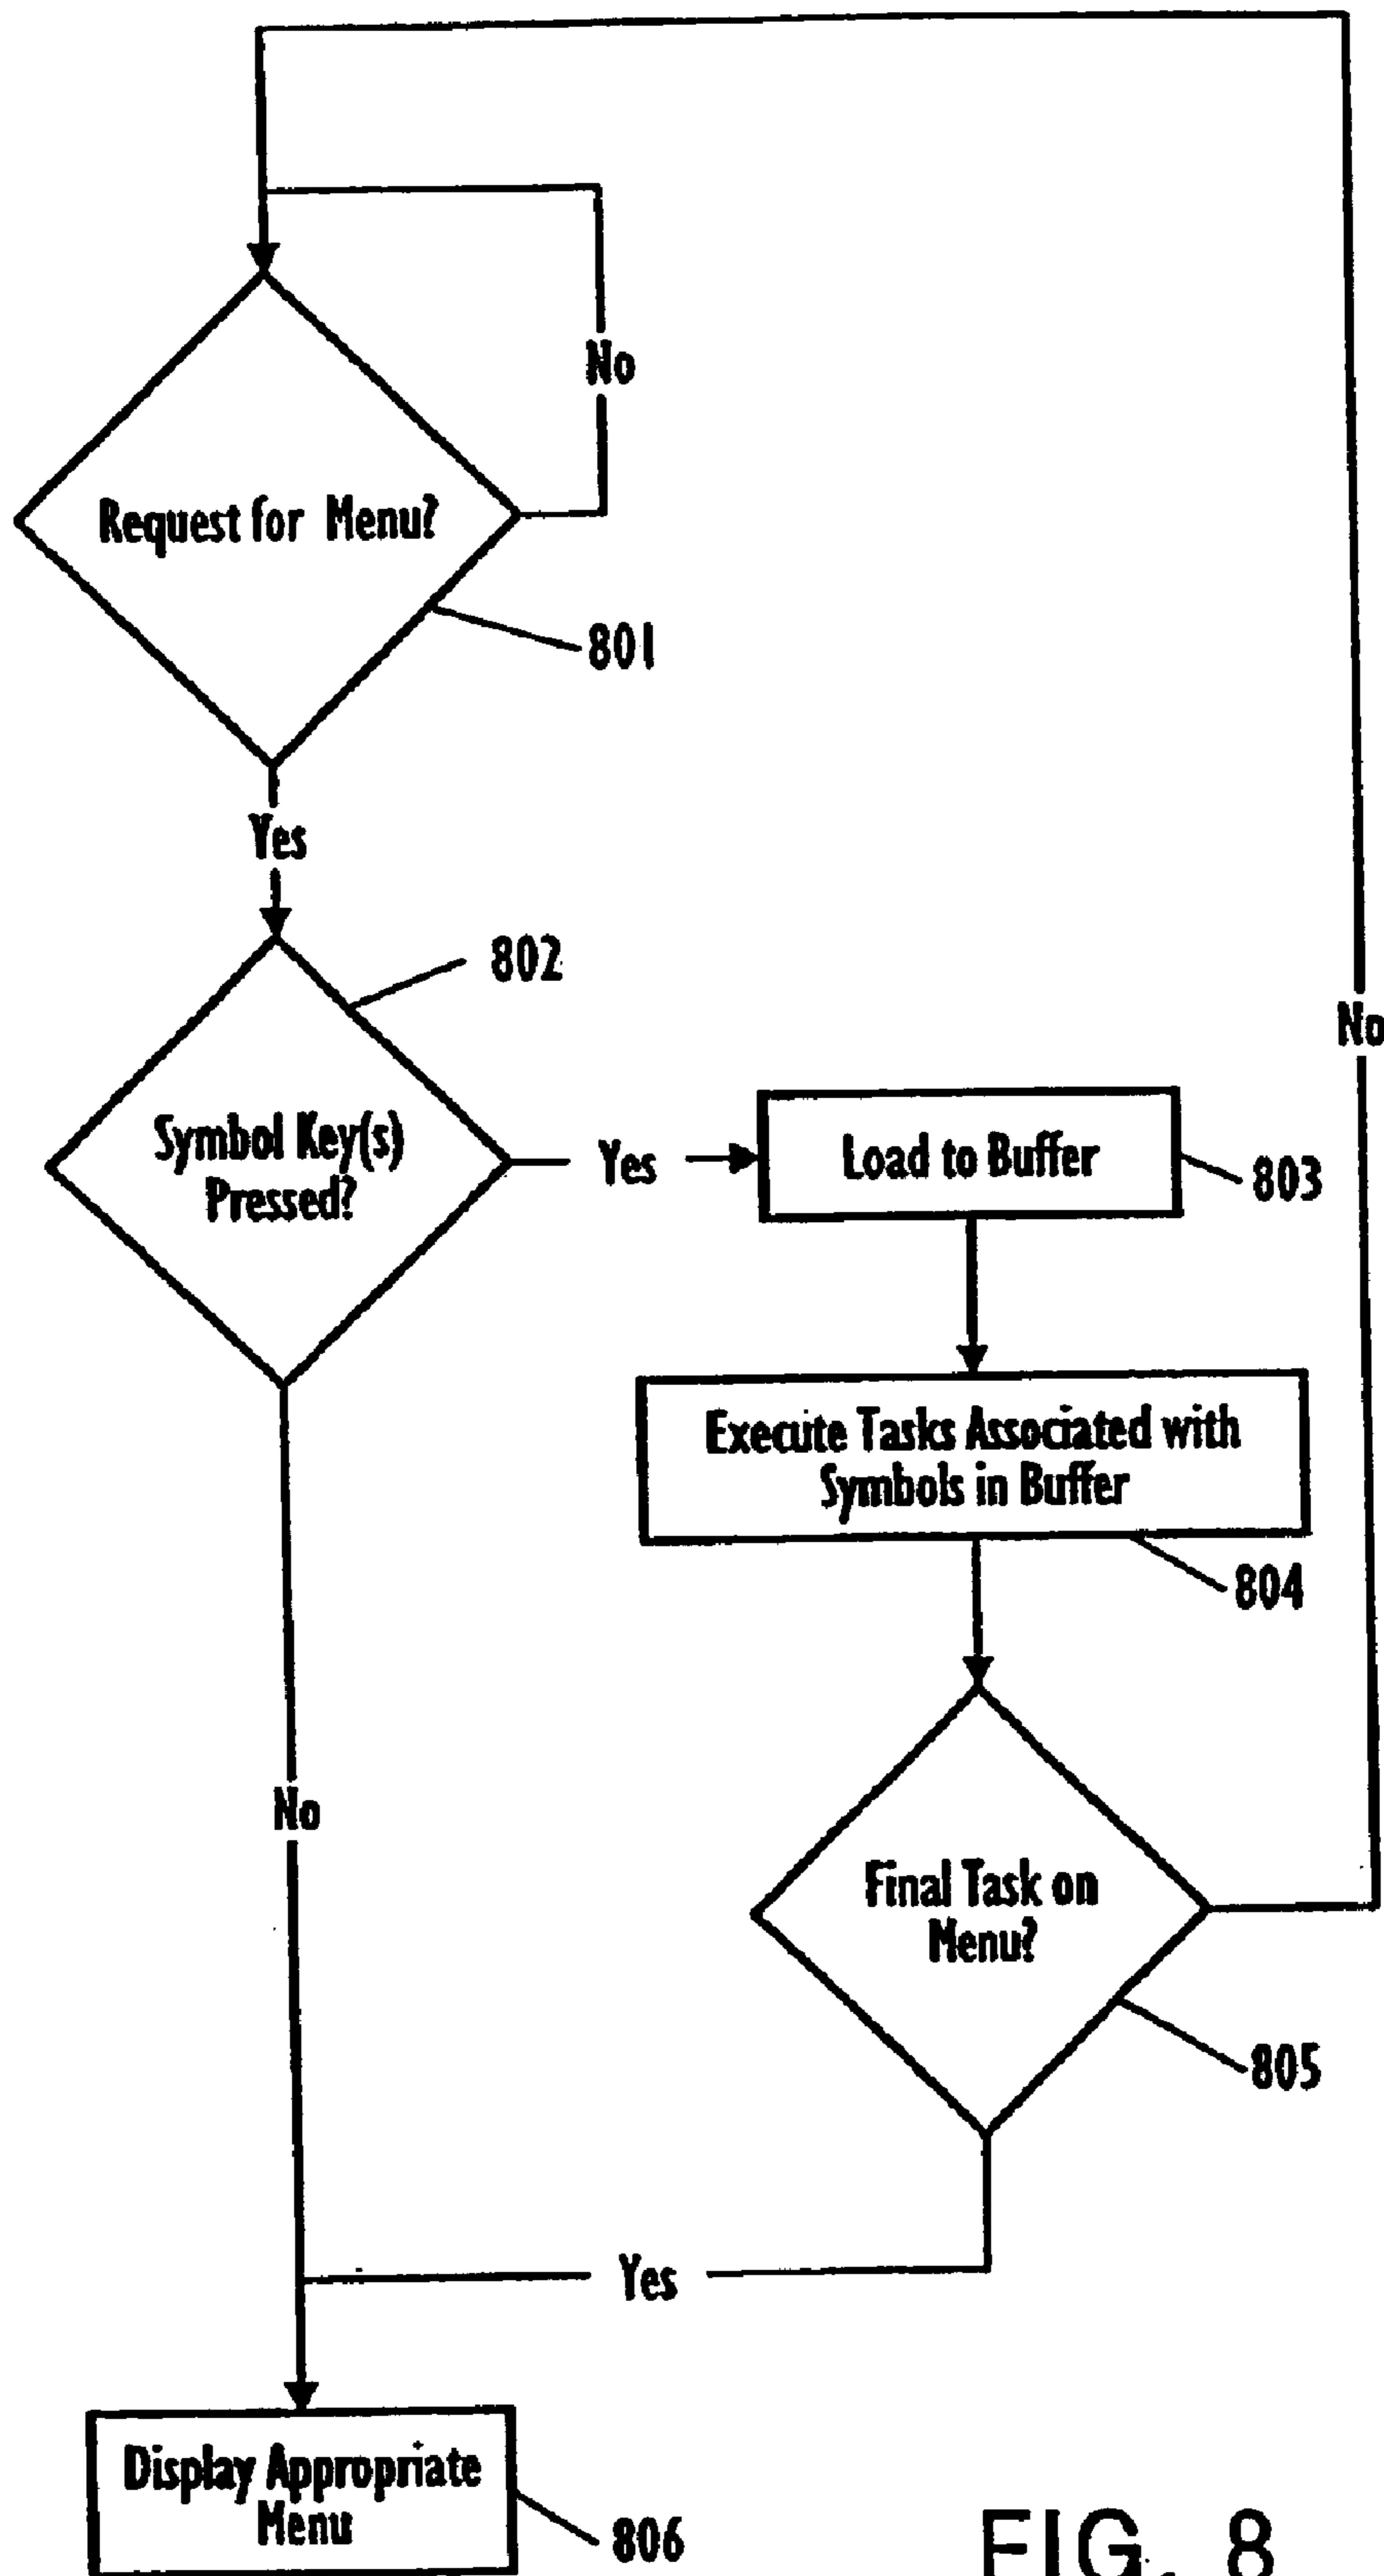 No
Request for Menu?
801
Yes
802
Symbol Key(s)
Pressed?
Yes
Load to Buffer
803
No
Execute Tasks Associated with
Symbols in Buffer
804
No
Final Task on
Menu?
805
Yes
Display Appropriate
Menu
806
FIG. 8